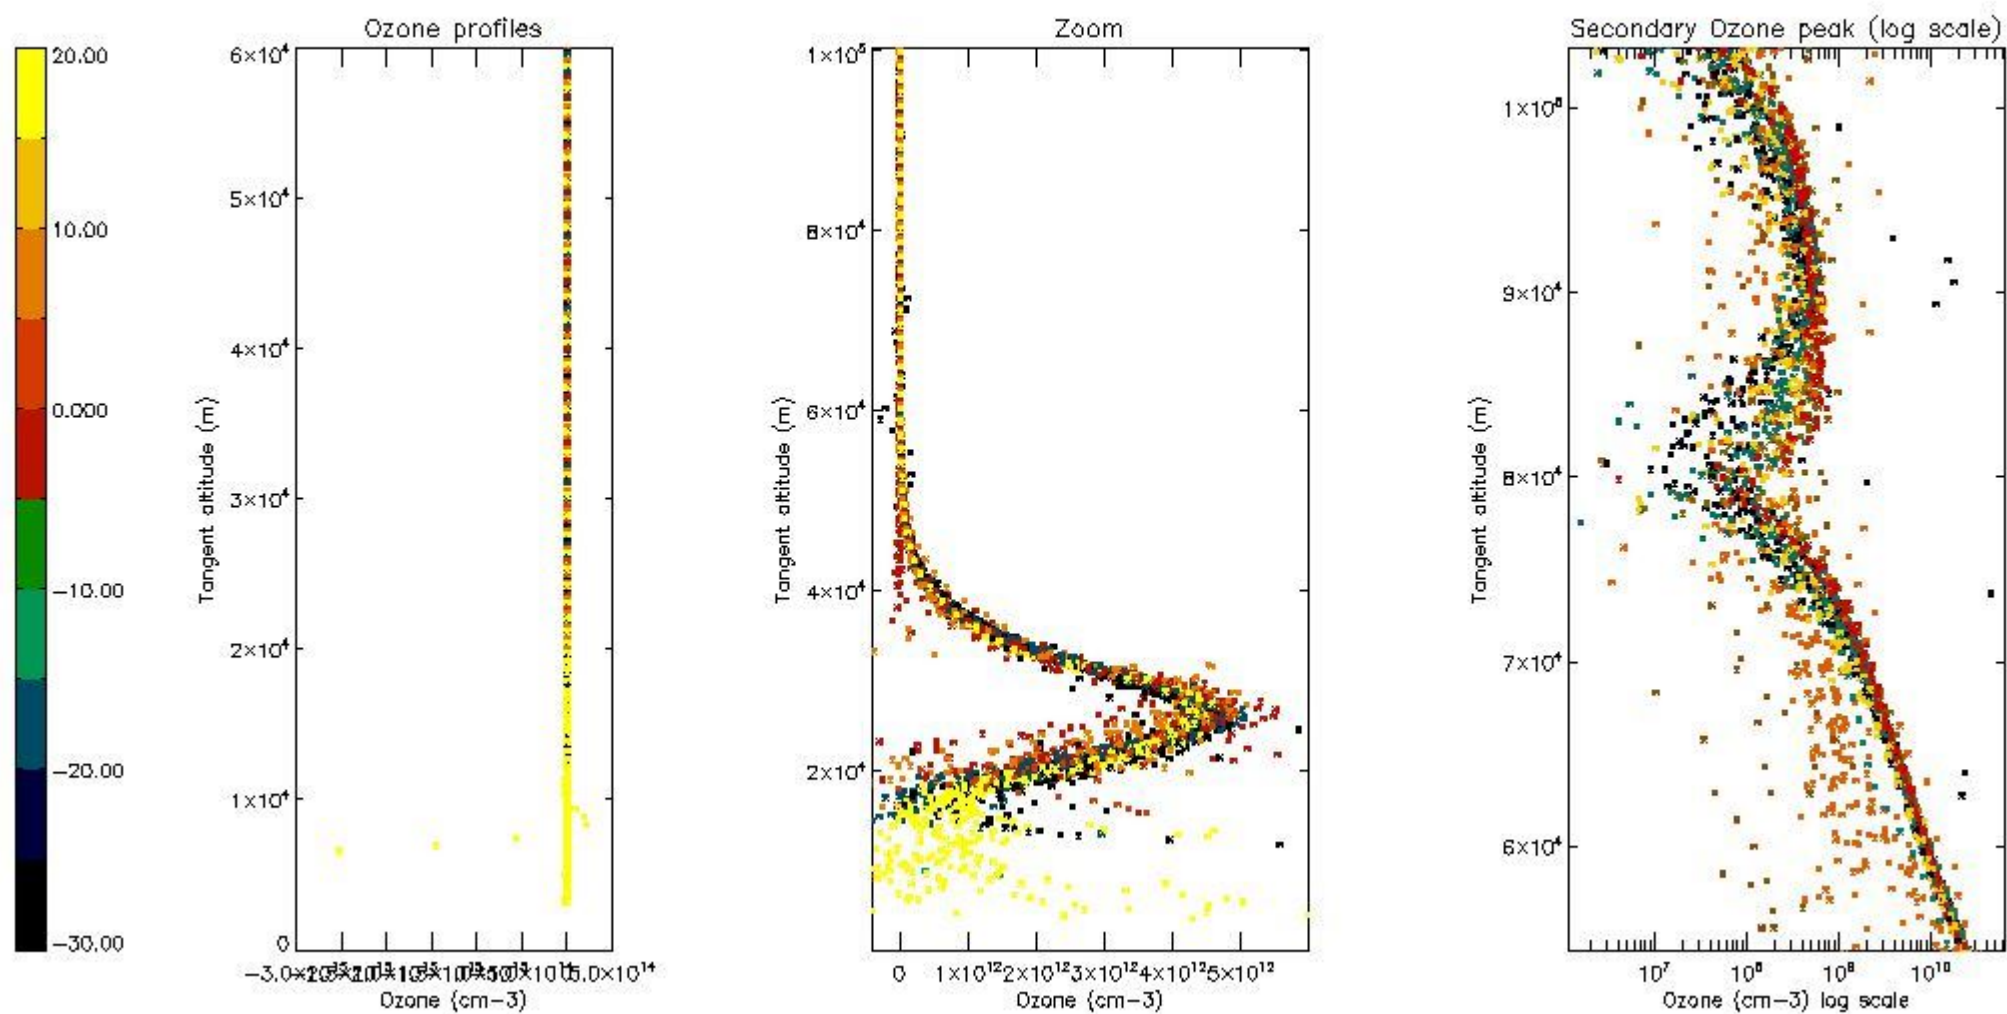 Ozone profiles
Zoom
Secondary Ozone peak (log scale)
20.00
10.00
0.000
-10.00
-20.00
-30.00
6×10⁴
5×10⁴
4×10⁴
3×10⁴
2×10⁴
1×10⁴
0
Tangent altitude (m)
5.0×10¹⁴
Ozone (cm-3)
1×10⁵
8×10⁴
6×10⁴
4×10⁴
2×10⁴
Tangent altitude (m)
0 1×10¹² 2×10¹² 3×10¹² 4×10¹² 5×10¹²
Ozone (cm-3)
9×10⁴
8×10⁴
7×10⁴
6×10⁴
Tangent altitude (m)
10⁷ 10¹⁰
Ozone (cm-3) log scale